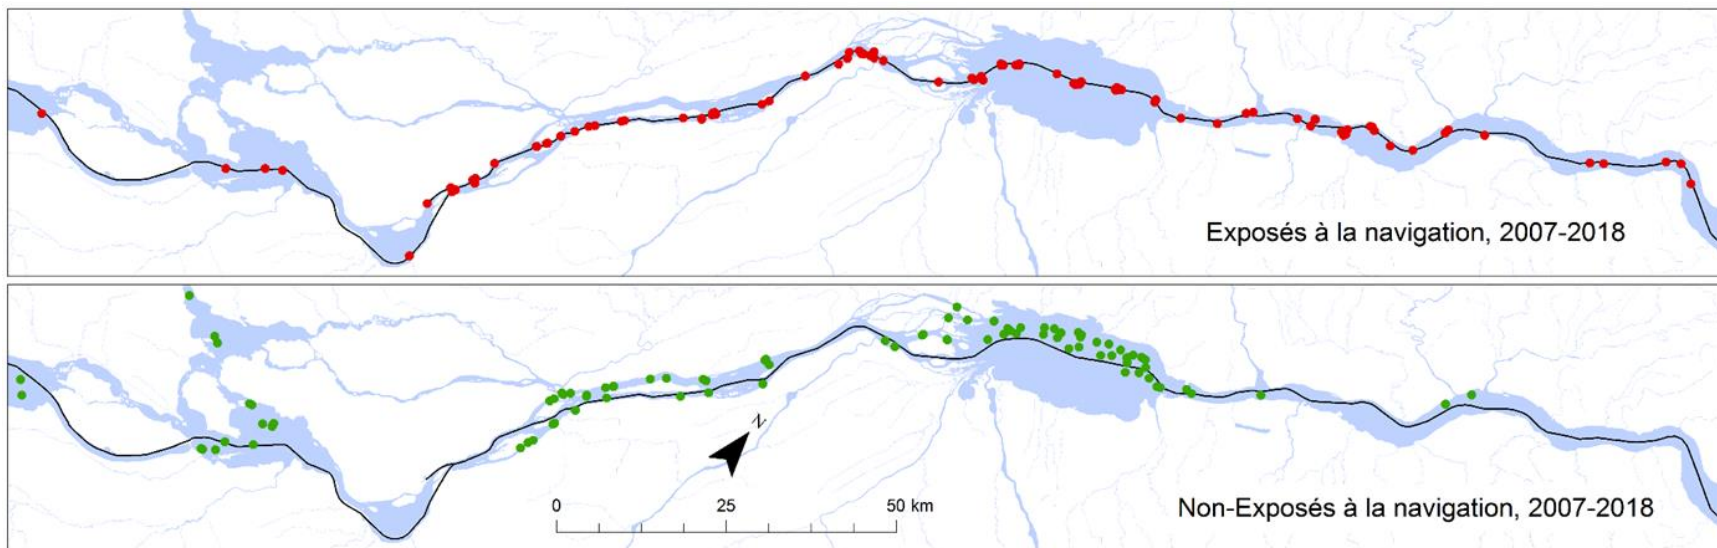 Exposés à la navigation, 2007-2018
N
0 25 50 km
Non-Exposés à la navigation, 2007-2018